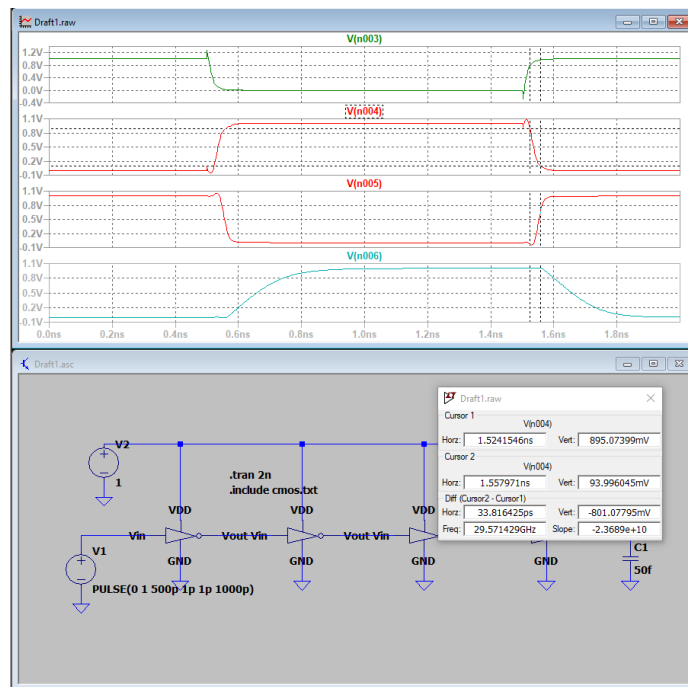 Draft1.raw
V(n003)
1.2V
0.8V
0.4V
0.0V
-0.4V
V(n004)
1.1V
0.8V
0.5V
0.2V
-0.1V
V(n005)
1.1V
0.8V
0.5V
0.2V
-0.1V
V(n006)
1.1V
0.8V
0.5V
0.2V
-0.1V
0.0ns 0.2ns 0.4ns 0.6ns 0.8ns 1.0ns 1.2ns 1.4ns 1.6ns 1.8ns
Draft1.asc
V2
1
.tran 2n
.include cmos.txt
VDD VDD VDD
V1
Vin Vout Vin Vout Vin
GND GND GND GND
PULSE(0 1 500p 1p 1p 1000p)
C1
50f
Draft1.raw
Cursor 1
V(n004)
Horz: 1.5241546ns Vert: 895.07399mV
Cursor 2
V(n004)
Horz: 1.557971ns Vert: 93.996045mV
Diff (Cursor2 - Cursor1)
Horz: 33.816425ps Vert: -801.07795mV
Freq: 29.571429GHz Slope: -2.3689e+10